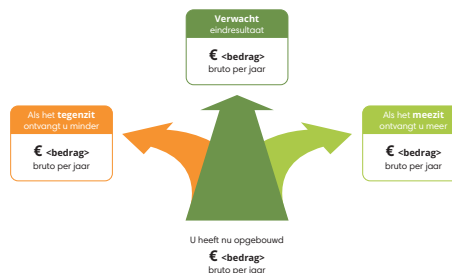 Verwacht
eindresultaat
€ <bedrag>
bruto per jaar
Als het tegenzit
ontvangt u minder
€ <bedrag>
bruto per jaar
Als het meezit
ontvangt u meer
€ <bedrag>
bruto per jaar
U heeft nu opgebouwd
€ <bedrag>
bruto per jaar